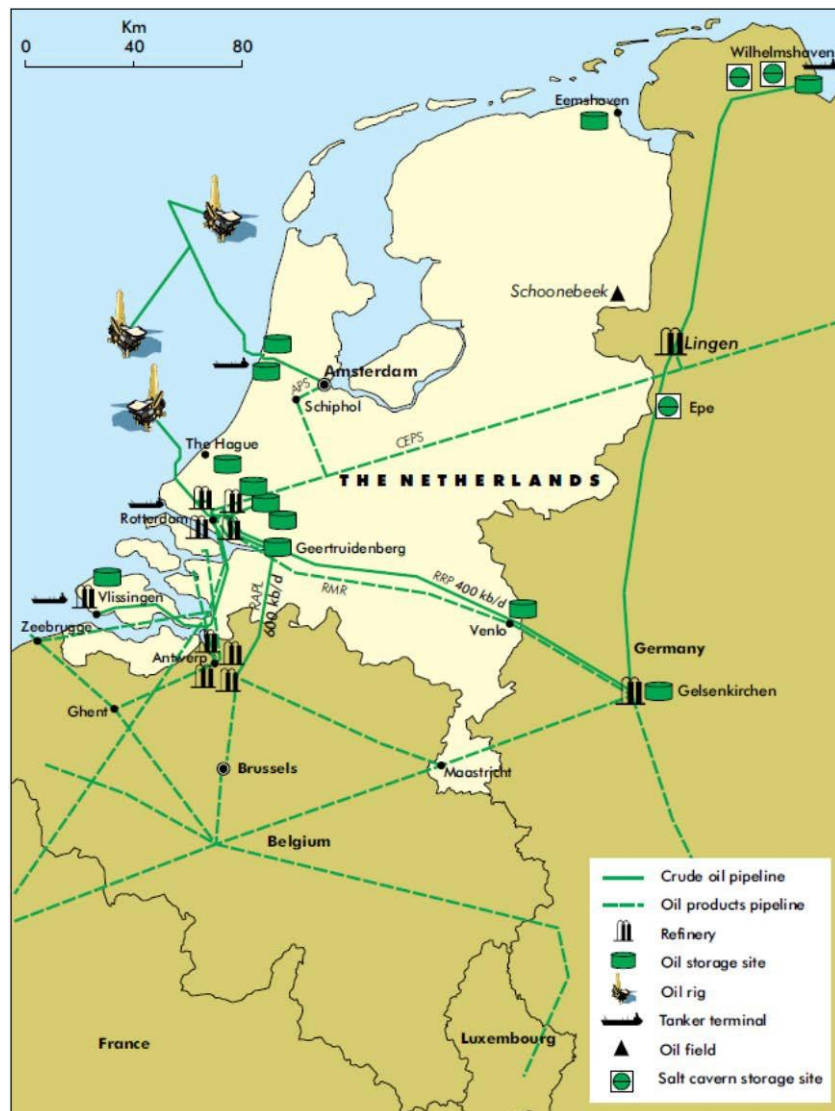 Km
0 40 80
Wilhelmshaven
Eemshaven
Schoonebeek
Lingen
Amsterdam
APS
Schiphol
Epe
CEPS
The Hague
THE NETHERLANDS
Rotterdam
Geertruidenberg
RAPL
600 kb/d
RMR
RRP 400 kb/d
Vlissingen
Zeebrugge
Venlo
Germany
Antwerp
Gelsenkirchen
Ghent
Brussels
Maastricht
Belgium
France
Luxembourg
Crude oil pipeline
Oil products pipeline
Refinery
Oil storage site
Oil rig
Tanker terminal
Oil field
Salt cavern storage site